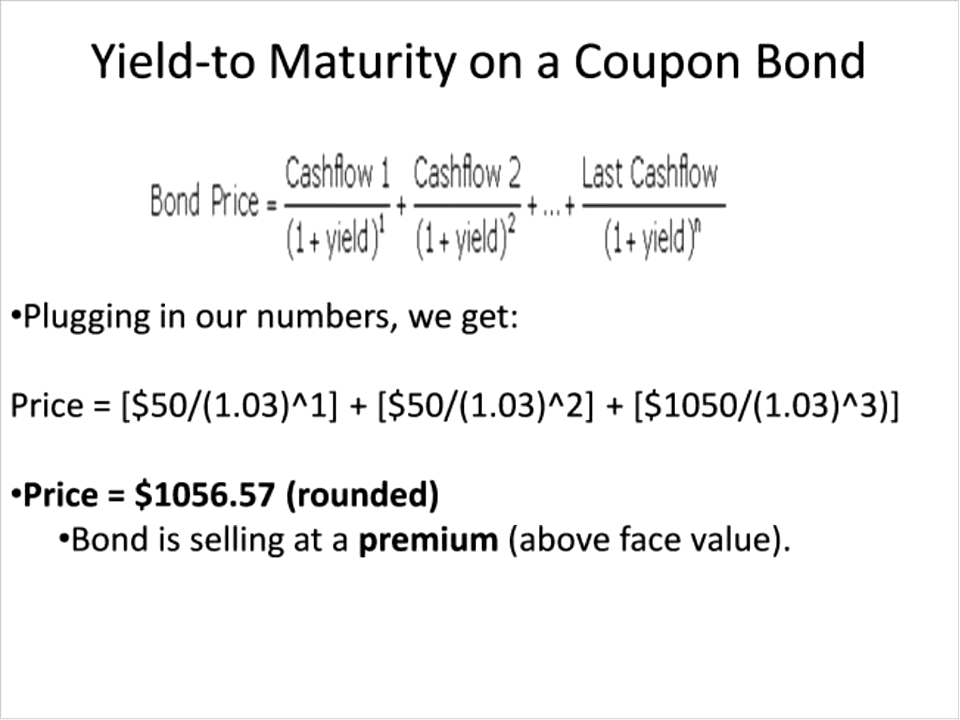 Yield-to Maturity on a Coupon Bond
Bond Price = Cashflow 1/(1 + yield)^1 + Cashflow 2/(1 + yield)^2 + ... + Last Cashflow/(1 + yield)^n
•Plugging in our numbers, we get:
Price = [$50/(1.03)^1] + [$50/(1.03)^2] + [$1050/(1.03)^3)]
•Price = $1056.57 (rounded)
•Bond is selling at a premium (above face value).